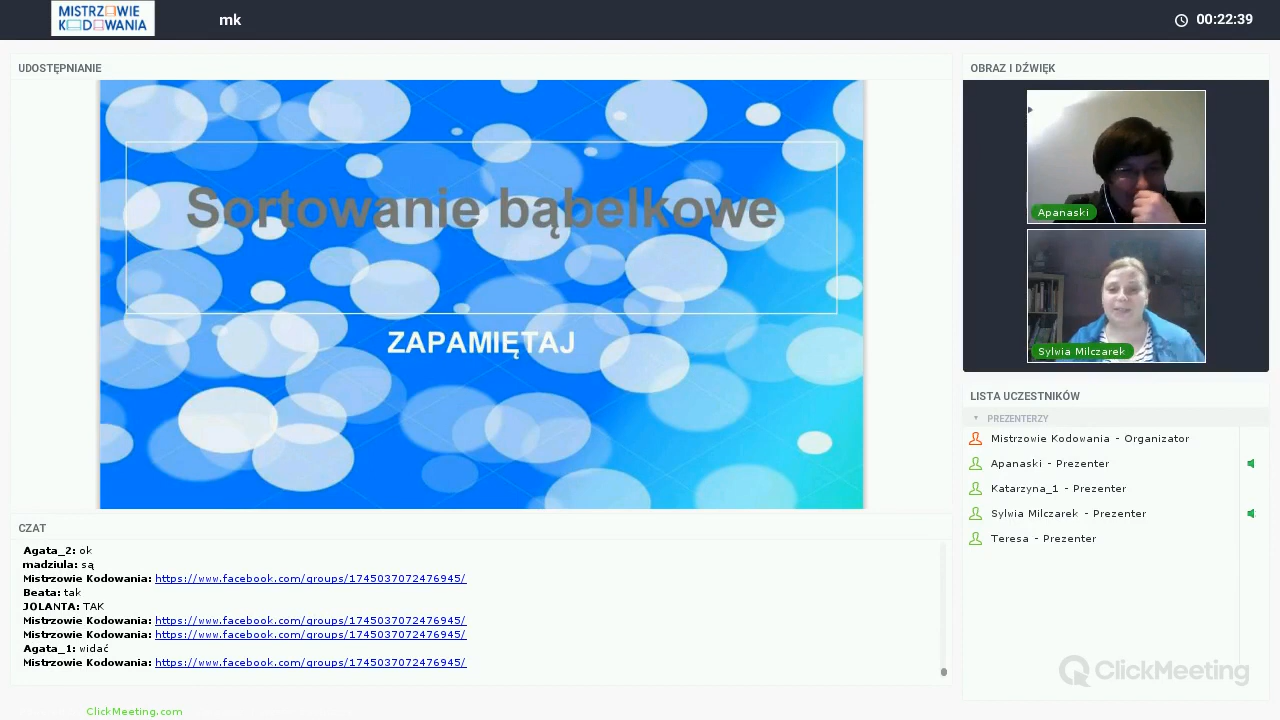 MISTRZOWIE
KODOWANIA
mk
00:22:39
UDOSTĘPNIANIE
Sortowanie bąbelkowe
ZAPAMIĘTAJ
OBRAZ I DŹWIĘK
Apanaski
Sylwia Milczarek
LISTA UCZESTNIKÓW
PREZENTERZY
Mistrzowie Kodowania - Organizator
Apanaski - Prezenter
Katarzyna_1 - Prezenter
Sylwia Milczarek - Prezenter
Teresa - Prezenter
ClickMeeting
CZAT
Agata_2: ok
madziula: są
Mistrzowie Kodowania: https://www.facebook.com/groups/1745037072476945/
Beata: tak
JOLANTA: TAK
Mistrzowie Kodowania: https://www.facebook.com/groups/1745037072476945/
Mistrzowie Kodowania: https://www.facebook.com/groups/1745037072476945/
Agata_1: widać
Mistrzowie Kodowania: https://www.facebook.com/groups/1745037072476945/
ClickMeeting.com